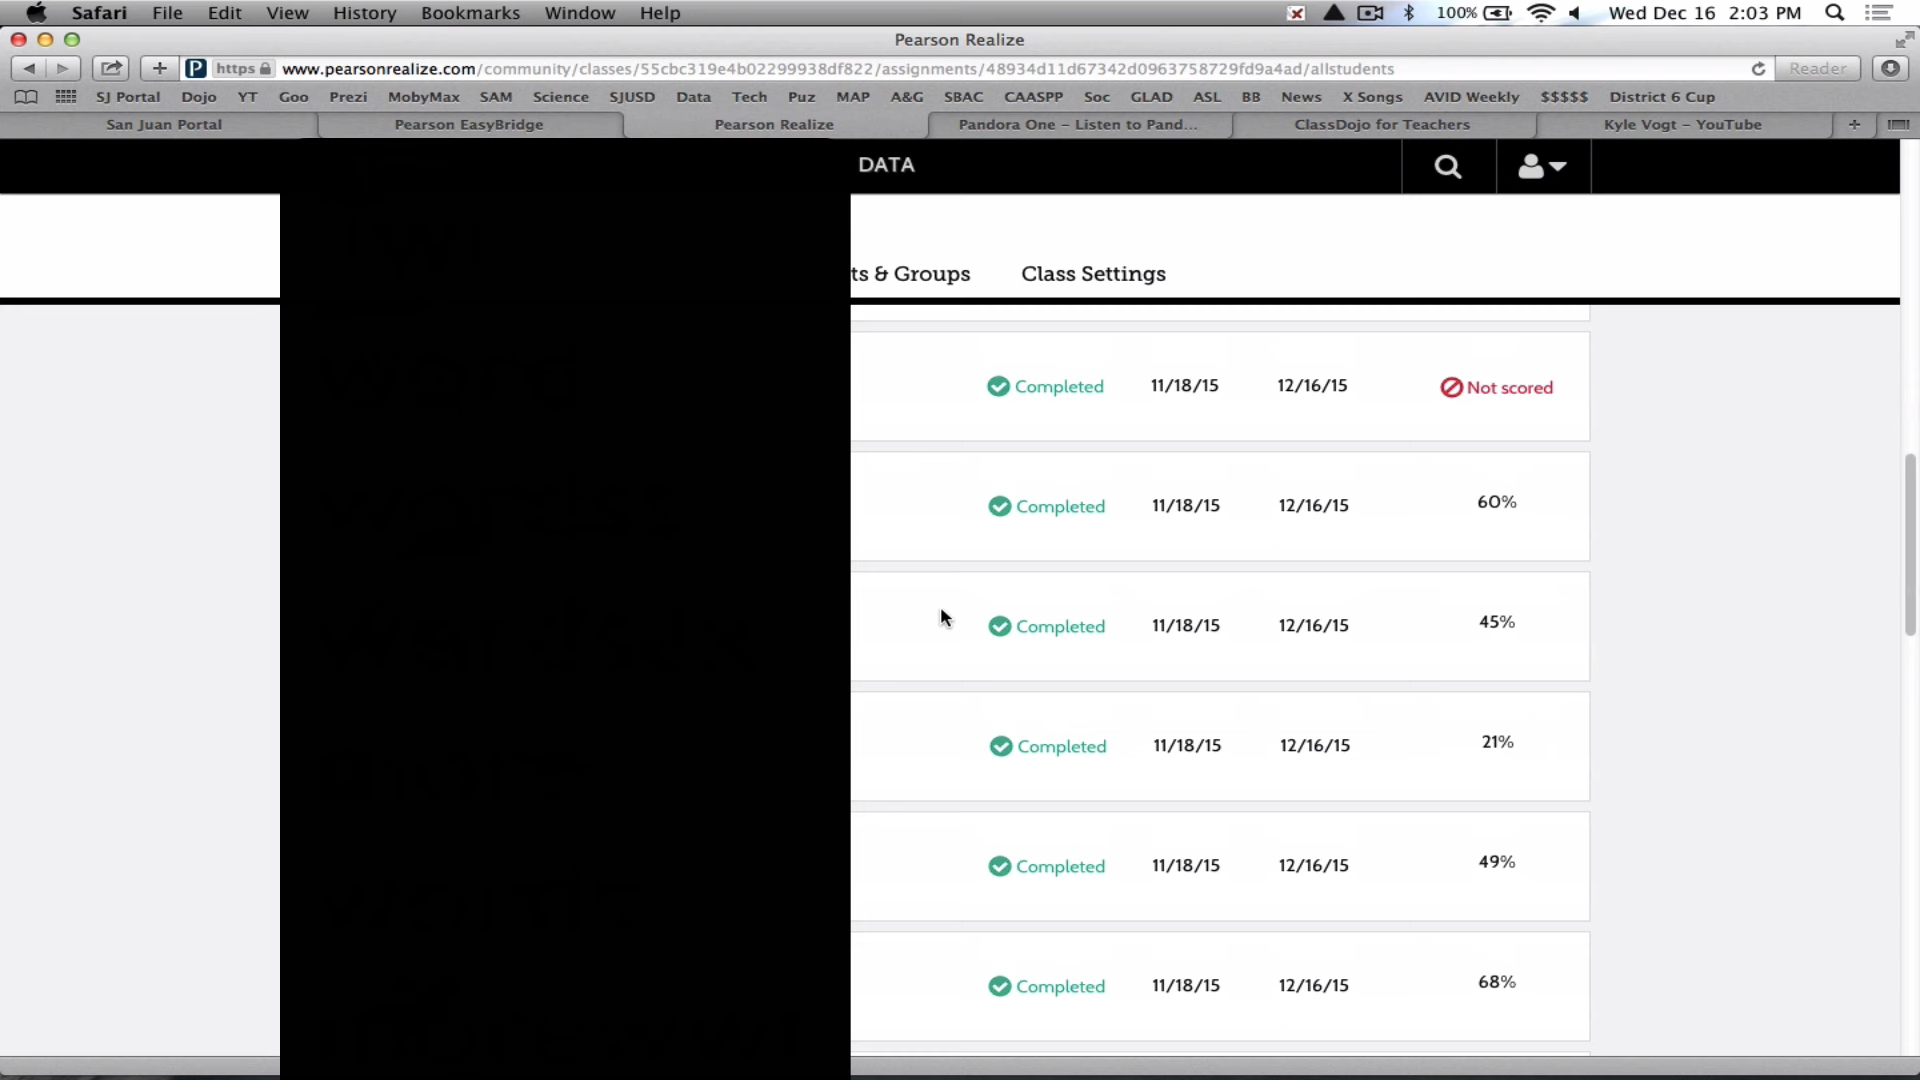 Safari File Edit View History Bookmarks Window Help 100% Wed Dec 16 2:03 PM
Pearson Realize
https www.pearsonrealize.com/community/classes/55cbc319e4b02299938df822/assignments/48934d11d67342d0963758729fd9a4ad/allstudents Reader
SJ Portal Dojo YT Goo Prezi MobyMax SAM Science SJUSD Data Tech Puz MAP A&G SBAC CAASPP Soc GLAD ASL BB News X Songs AVID Weekly $$$$$ District 6 Cup
San Juan Portal Pearson EasyBridge Pearson Realize Pandora One – Listen to Pand... ClassDojo for Teachers Kyle Vogt – YouTube
DATA
ts & Groups Class Settings
Completed 11/18/15 12/16/15 Not scored
Completed 11/18/15 12/16/15 60%
Completed 11/18/15 12/16/15 45%
Completed 11/18/15 12/16/15 21%
Completed 11/18/15 12/16/15 49%
Completed 11/18/15 12/16/15 68%